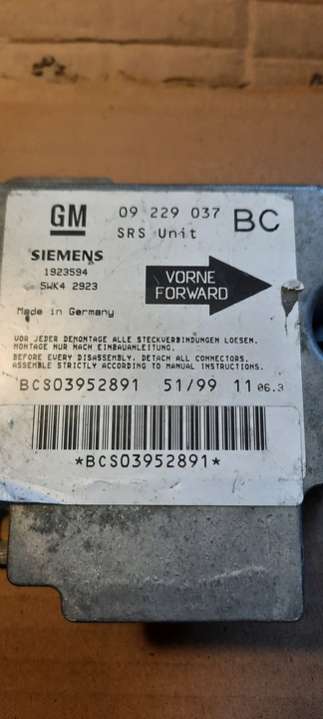 GM 09 229 037 BC
SRS Unit
SIEMENS
1923594
5WK4 2923
VORNE
FORWARD
Made in Germany
VOR JEDER DEMONTAGE ALLE STECKVERBINDUNGEN LOESEN.
MONTAGE NUR NACH EINBAUANLEITUNG.
BEFORE EVERY DISASSEMBLY, DETACH ALL CONNECTORS.
ASSEMBLE STRICTLY ACCORDING TO MANUAL INSTRUCTIONS.
BCS03952891 51/99 11 06.3
*BCS03952891*